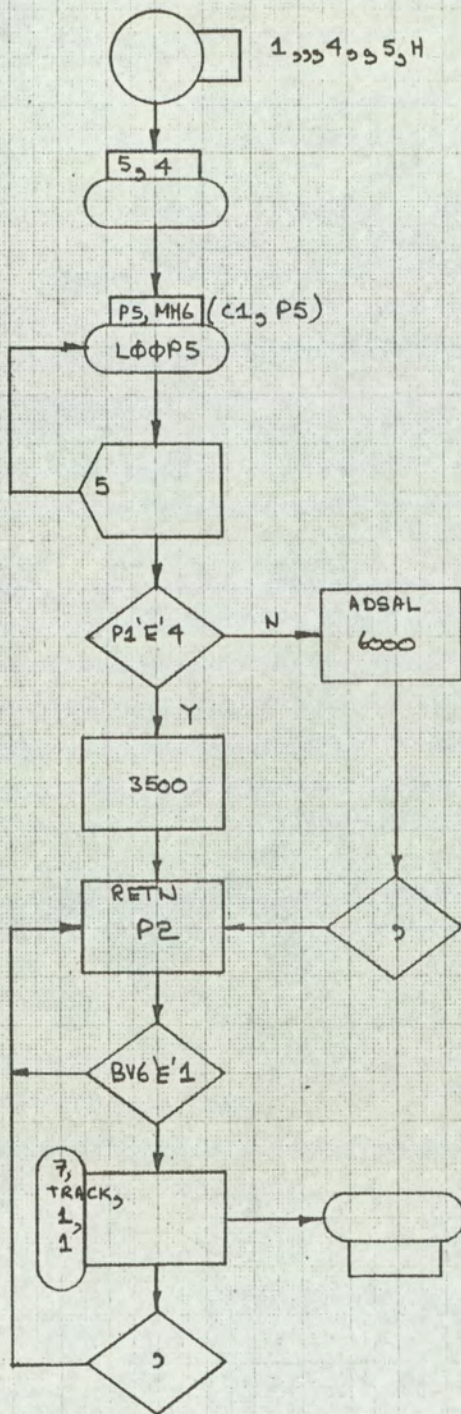 1,,,4,,5,H
5,4
P5, MH6 (C1, P5)
LØØP5
5
P1'E'4
N
ADSAL
6000
Y
3500
RETN
P2
,
BV6'E'1
7,
TRACK,
1,
1
,